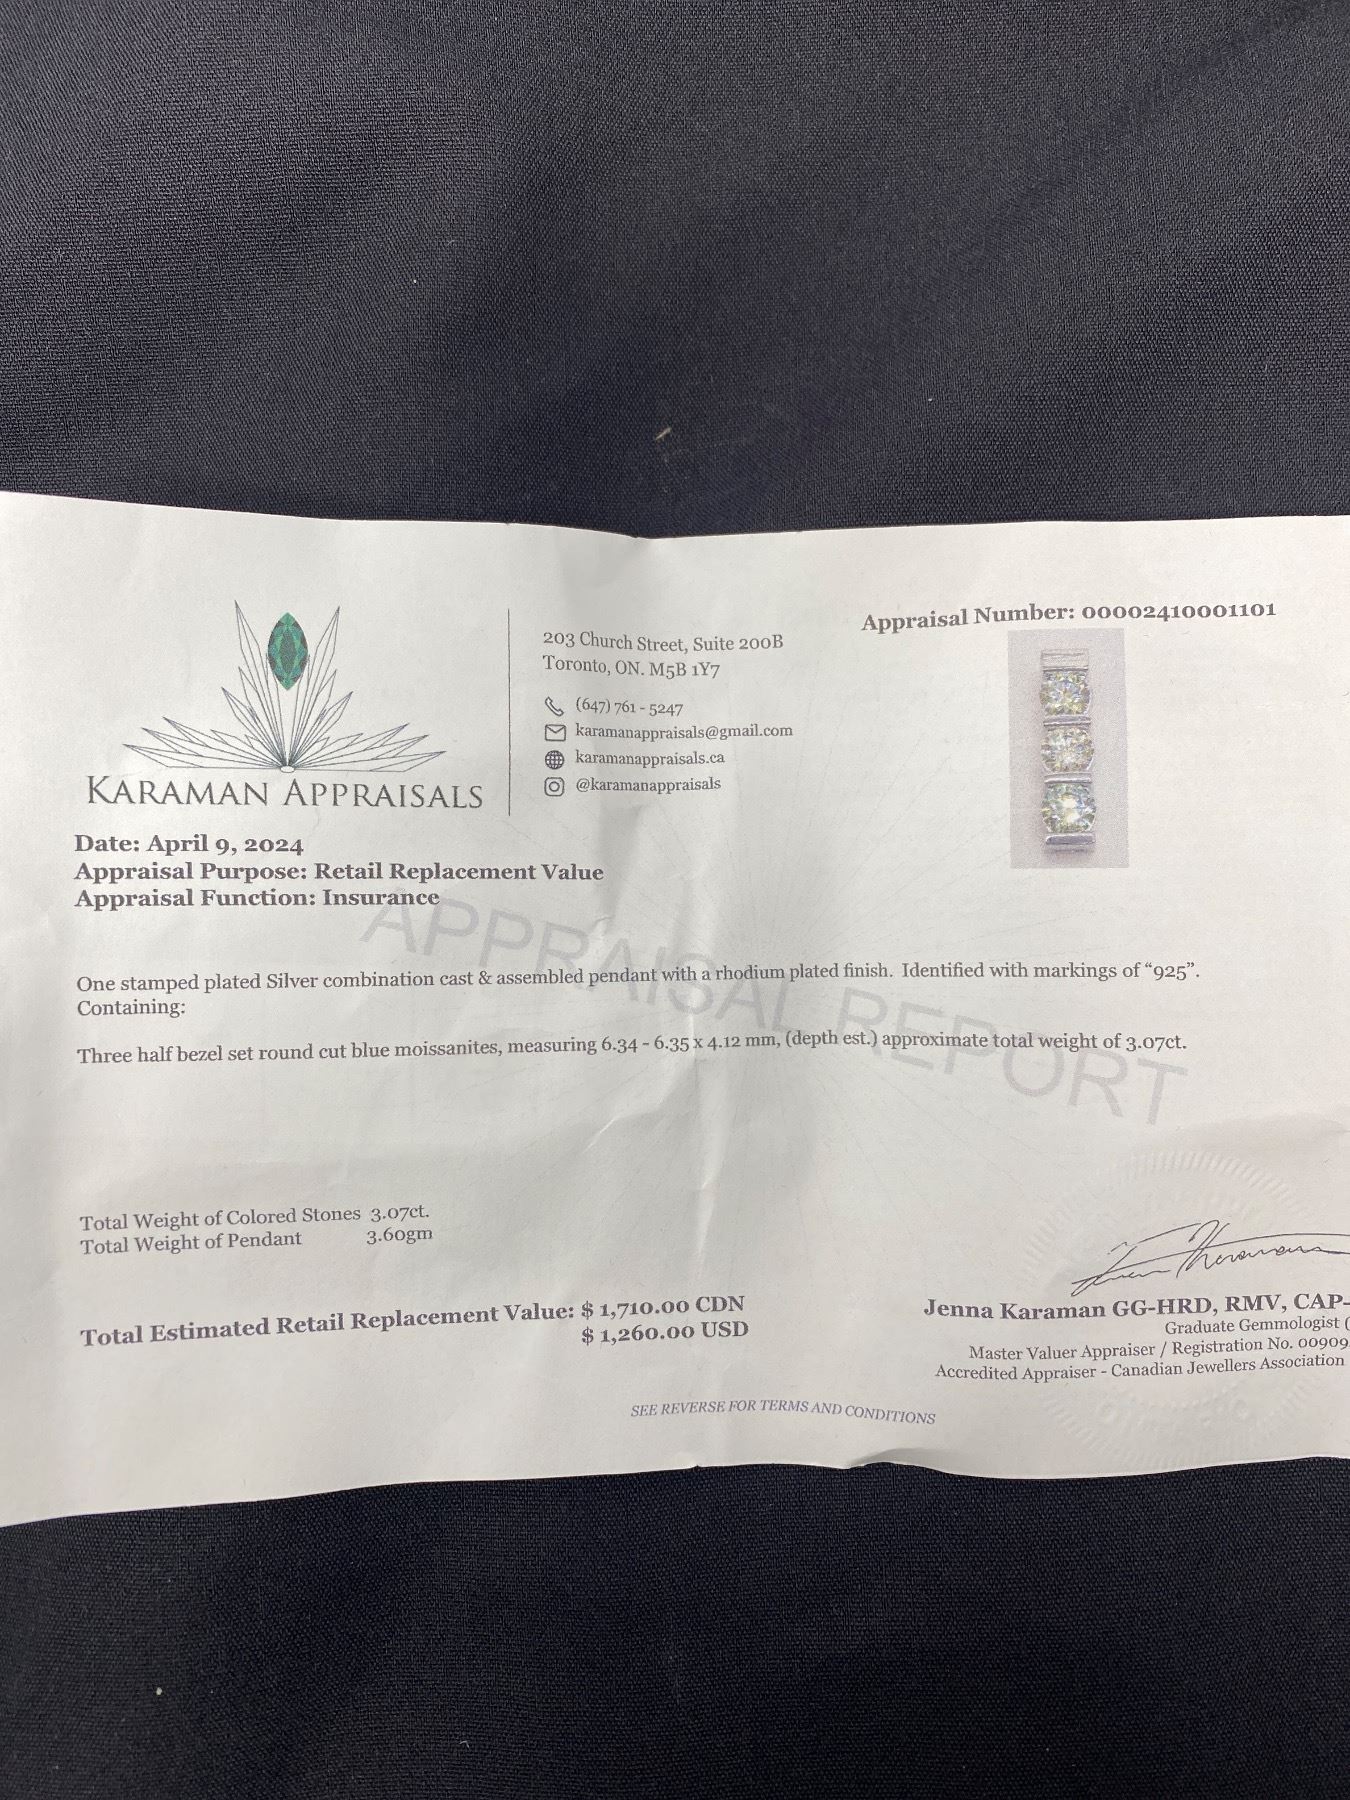 Appraisal Number: 00002410001101
203 Church Street, Suite 200B
Toronto, ON. M5B 1Y7
(647) 761 - 5247
karamanappraisals@gmail.com
karamanappraisals.ca
@karamanappraisals
KARAMAN APPRAISALS
Date: April 9, 2024
Appraisal Purpose: Retail Replacement Value
Appraisal Function: Insurance
APPRAISAL REPORT
One stamped plated Silver combination cast & assembled pendant with a rhodium plated finish. Identified with markings of “925”.
Containing:
Three half bezel set round cut blue moissanites, measuring 6.34 - 6.35 x 4.12 mm, (depth est.) approximate total weight of 3.07ct.
Total Weight of Colored Stones 3.07ct.
Total Weight of Pendant 3.60gm
Total Estimated Retail Replacement Value: $ 1,710.00 CDN
$ 1,260.00 USD
Jenna Karaman GG-HRD, RMV, CAP-
Graduate Gemmologist (
Master Valuer Appraiser / Registration No. 00909
Accredited Appraiser - Canadian Jewellers Association
SEE REVERSE FOR TERMS AND CONDITIONS